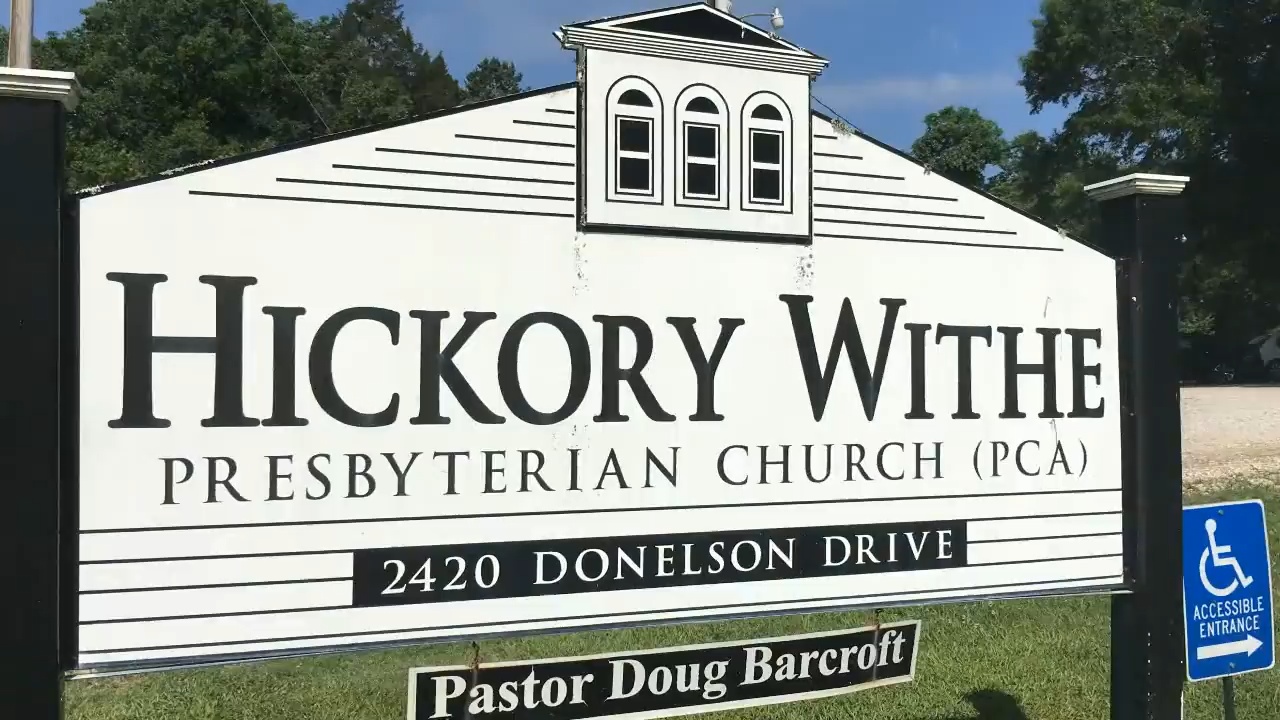 HICKORY WITHE
PRESBYTERIAN CHURCH (PCA)
2420 DONELSON DRIVE
Pastor Doug Barcroft
ACCESSIBLE
ENTRANCE